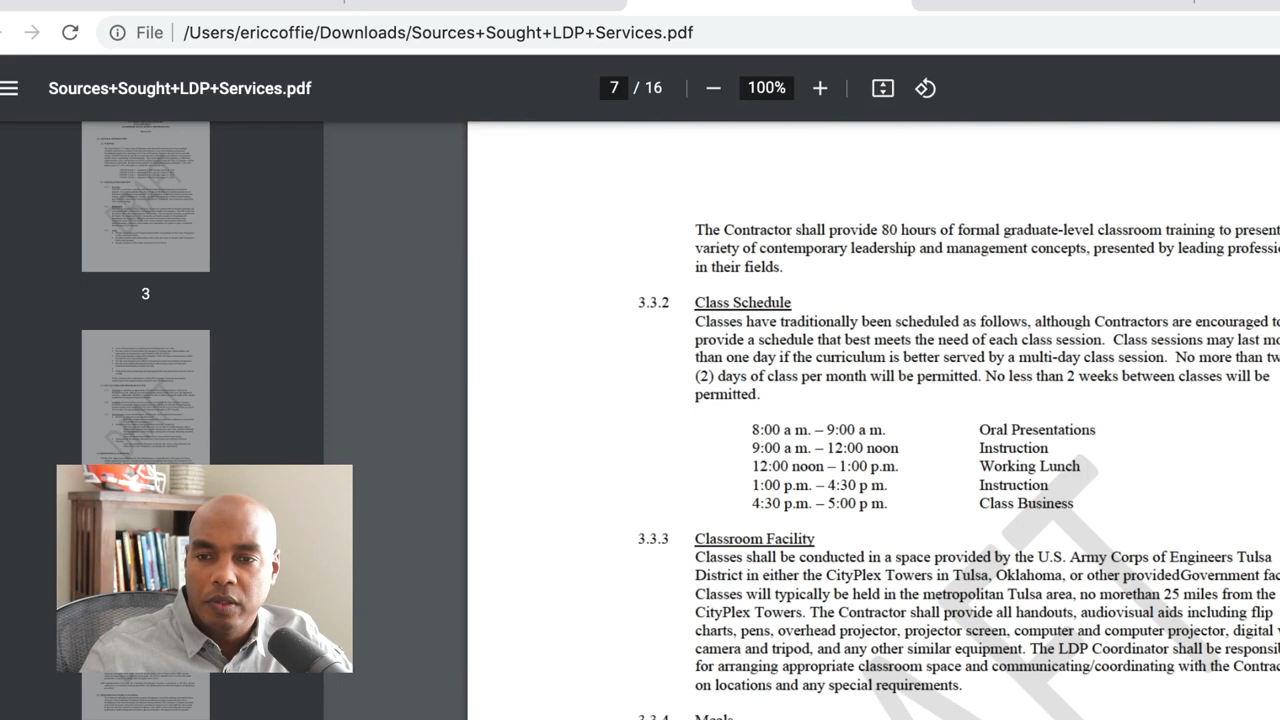 File /Users/ericcoffie/Downloads/Sources+Sought+LDP+Services.pdf
Sources+Sought+LDP+Services.pdf 7 / 16 100%
3
The Contractor shall provide 80 hours of formal graduate-level classroom training to present
variety of contemporary leadership and management concepts, presented by leading
in their fields.
3.3.2 Class Schedule
Classes have traditionally been scheduled as follows, although Contractors are encouraged to
provide a schedule that best meets the need of each class session. Class sessions may last
than one day if the curriculum is better served by a multi-day class session. No more than
(2) days of class per month will be permitted. No less than 2 weeks between classes will be
permitted.
8:00 a m. – 9:00 a.m. Oral Presentations
9:00 a m. – 12:00 noon Instruction
12:00 noon – 1:00 p.m. Working Lunch
1:00 p.m. – 4:30 p m. Instruction
4:30 p.m. – 5:00 p m. Class Business
3.3.3 Classroom Facility
Classes shall be conducted in a space provided by the U.S. Army Corps of Engineers Tulsa
District in either the CityPlex Towers in Tulsa, Oklahoma, or other providedGovernment
Classes will typically be held in the metropolitan Tulsa area, no morethan 25 miles from the
CityPlex Towers. The Contractor shall provide all handouts, audiovisual aids including flip
charts, pens, overhead projector, projector screen, computer and computer projector, digital
camera and tripod, and any other similar equipment. The LDP Coordinator shall be
for arranging appropriate classroom space and communicating/coordinating with the
on locations and any special requirements.
3.3.4 Meals